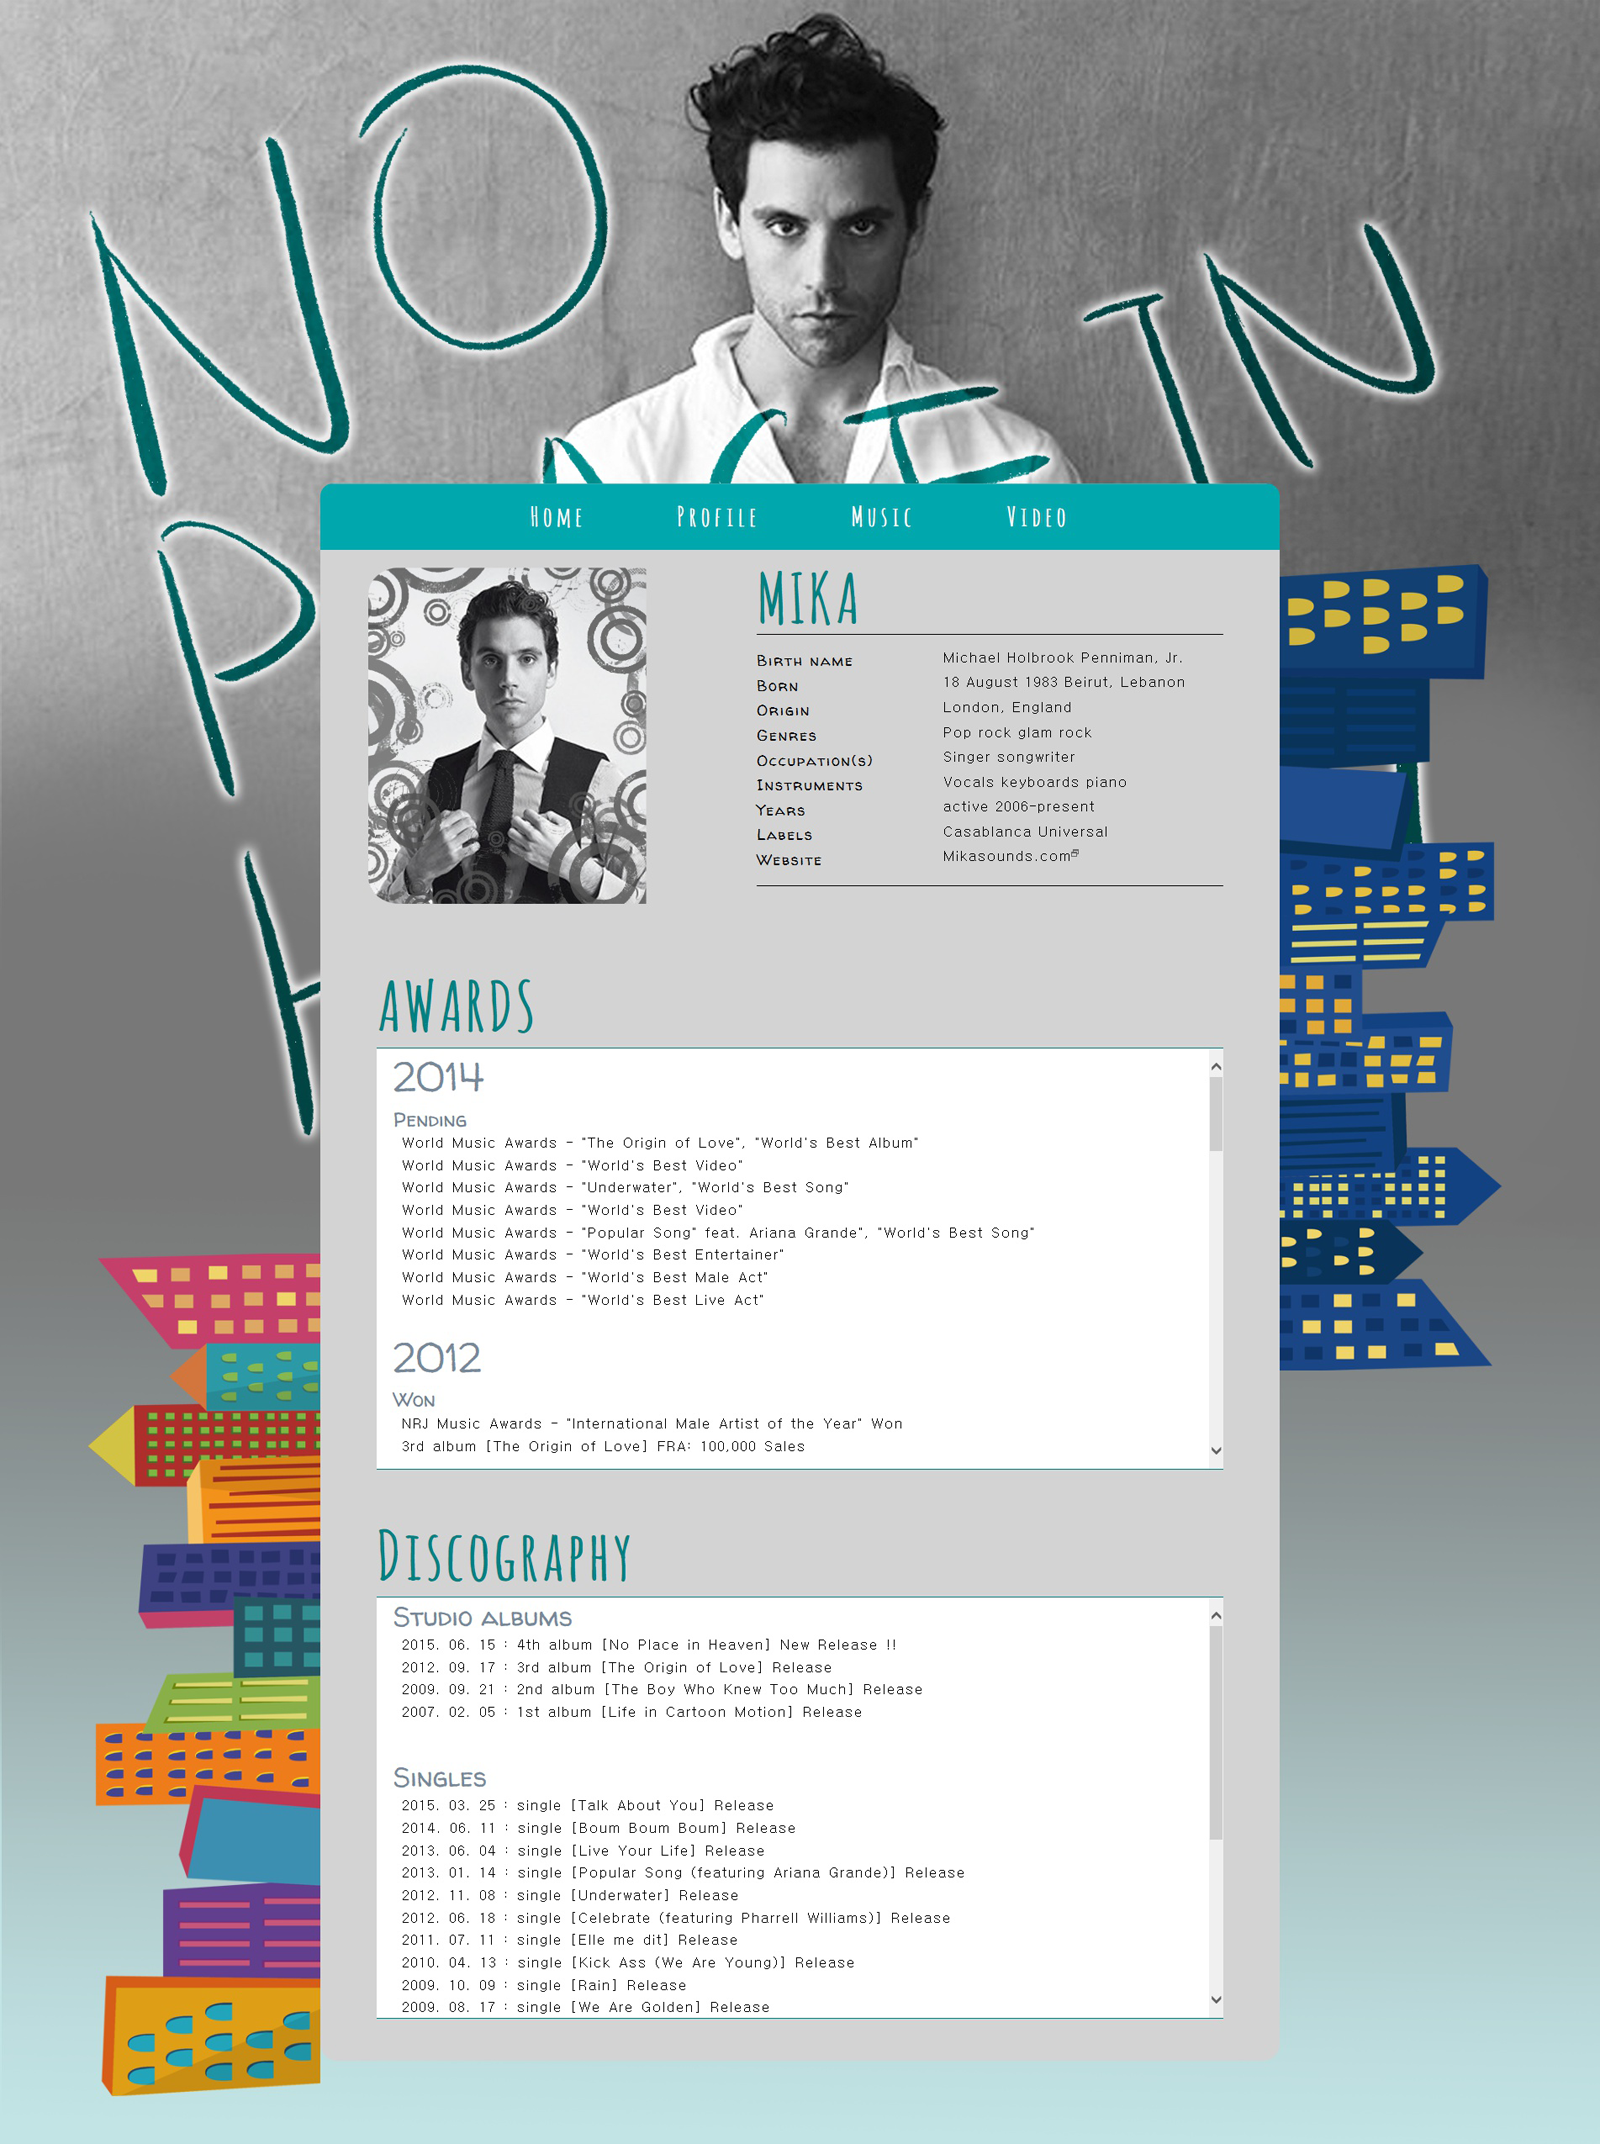 NO
P CE IN
H
Home Profile Music Video
MIKA
Birth name Michael Holbrook Penniman, Jr.
Born 18 August 1983 Beirut, Lebanon
Origin London, England
Genres Pop rock glam rock
Occupation(s) Singer songwriter
Instruments Vocals keyboards piano
Years active 2006-present
Labels Casablanca Universal
Website Mikasounds.com
AWARDS
2014
Pending
World Music Awards - "The Origin of Love", "World's Best Album"
World Music Awards - "World's Best Video"
World Music Awards - "Underwater", "World's Best Song"
World Music Awards - "World's Best Video"
World Music Awards - "Popular Song" feat. Ariana Grande", "World's Best Song"
World Music Awards - "World's Best Entertainer"
World Music Awards - "World's Best Male Act"
World Music Awards - "World's Best Live Act"
2012
Won
NRJ Music Awards - "International Male Artist of the Year" Won
3rd album [The Origin of Love] FRA: 100,000 Sales
Discography
Studio albums
2015. 06. 15 : 4th album [No Place in Heaven] New Release !!
2012. 09. 17 : 3rd album [The Origin of Love] Release
2009. 09. 21 : 2nd album [The Boy Who Knew Too Much] Release
2007. 02. 05 : 1st album [Life in Cartoon Motion] Release
Singles
2015. 03. 25 : single [Talk About You] Release
2014. 06. 11 : single [Boum Boum Boum] Release
2013. 06. 04 : single [Live Your Life] Release
2013. 01. 14 : single [Popular Song (featuring Ariana Grande)] Release
2012. 11. 08 : single [Underwater] Release
2012. 06. 18 : single [Celebrate (featuring Pharrell Williams)] Release
2011. 07. 11 : single [Elle me dit] Release
2010. 04. 13 : single [Kick Ass (We Are Young)] Release
2009. 10. 09 : single [Rain] Release
2009. 08. 17 : single [We Are Golden] Release